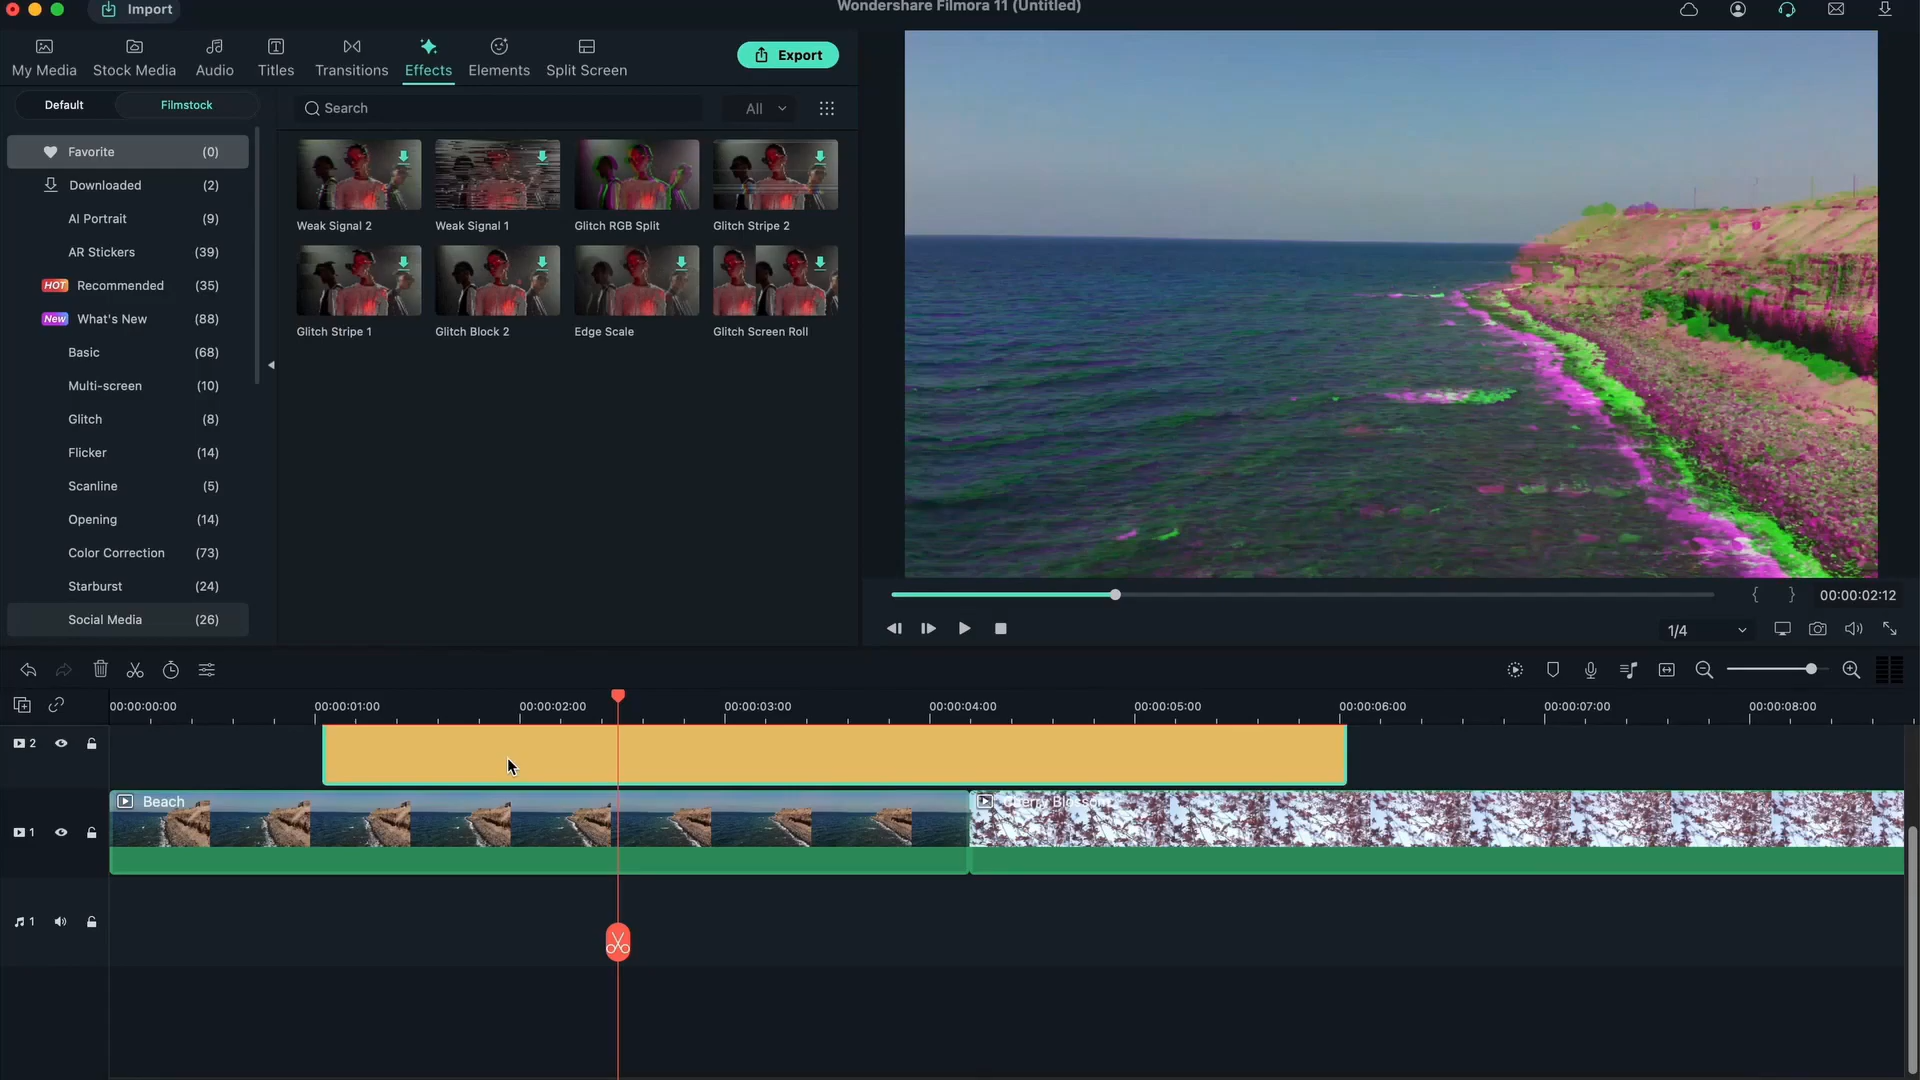 Wondershare Filmora 11 (Untitled)
Import
My Media
Stock Media
Audio
Titles
Transitions
Effects
Elements
Split Screen
Export
Default
Filmstock
Search
All
Favorite (0)
Downloaded (2)
AI Portrait (9)
AR Stickers (39)
HOT Recommended (35)
New What's New (88)
Basic (68)
Multi-screen (10)
Glitch (8)
Flicker (14)
Scanline (5)
Opening (14)
Color Correction (73)
Starburst (24)
Social Media (26)
Weak Signal 2
Weak Signal 1
Glitch RGB Split
Glitch Stripe 2
Glitch Stripe 1
Glitch Block 2
Edge Scale
Glitch Screen Roll
{ } 00:00:02:12
1/4
00:00:00:00
00:00:01:00
00:00:02:00
00:00:03:00
00:00:04:00
00:00:05:00
00:00:06:00
00:00:07:00
00:00:08:00
2
Beach
Cherry Blossom
1
1